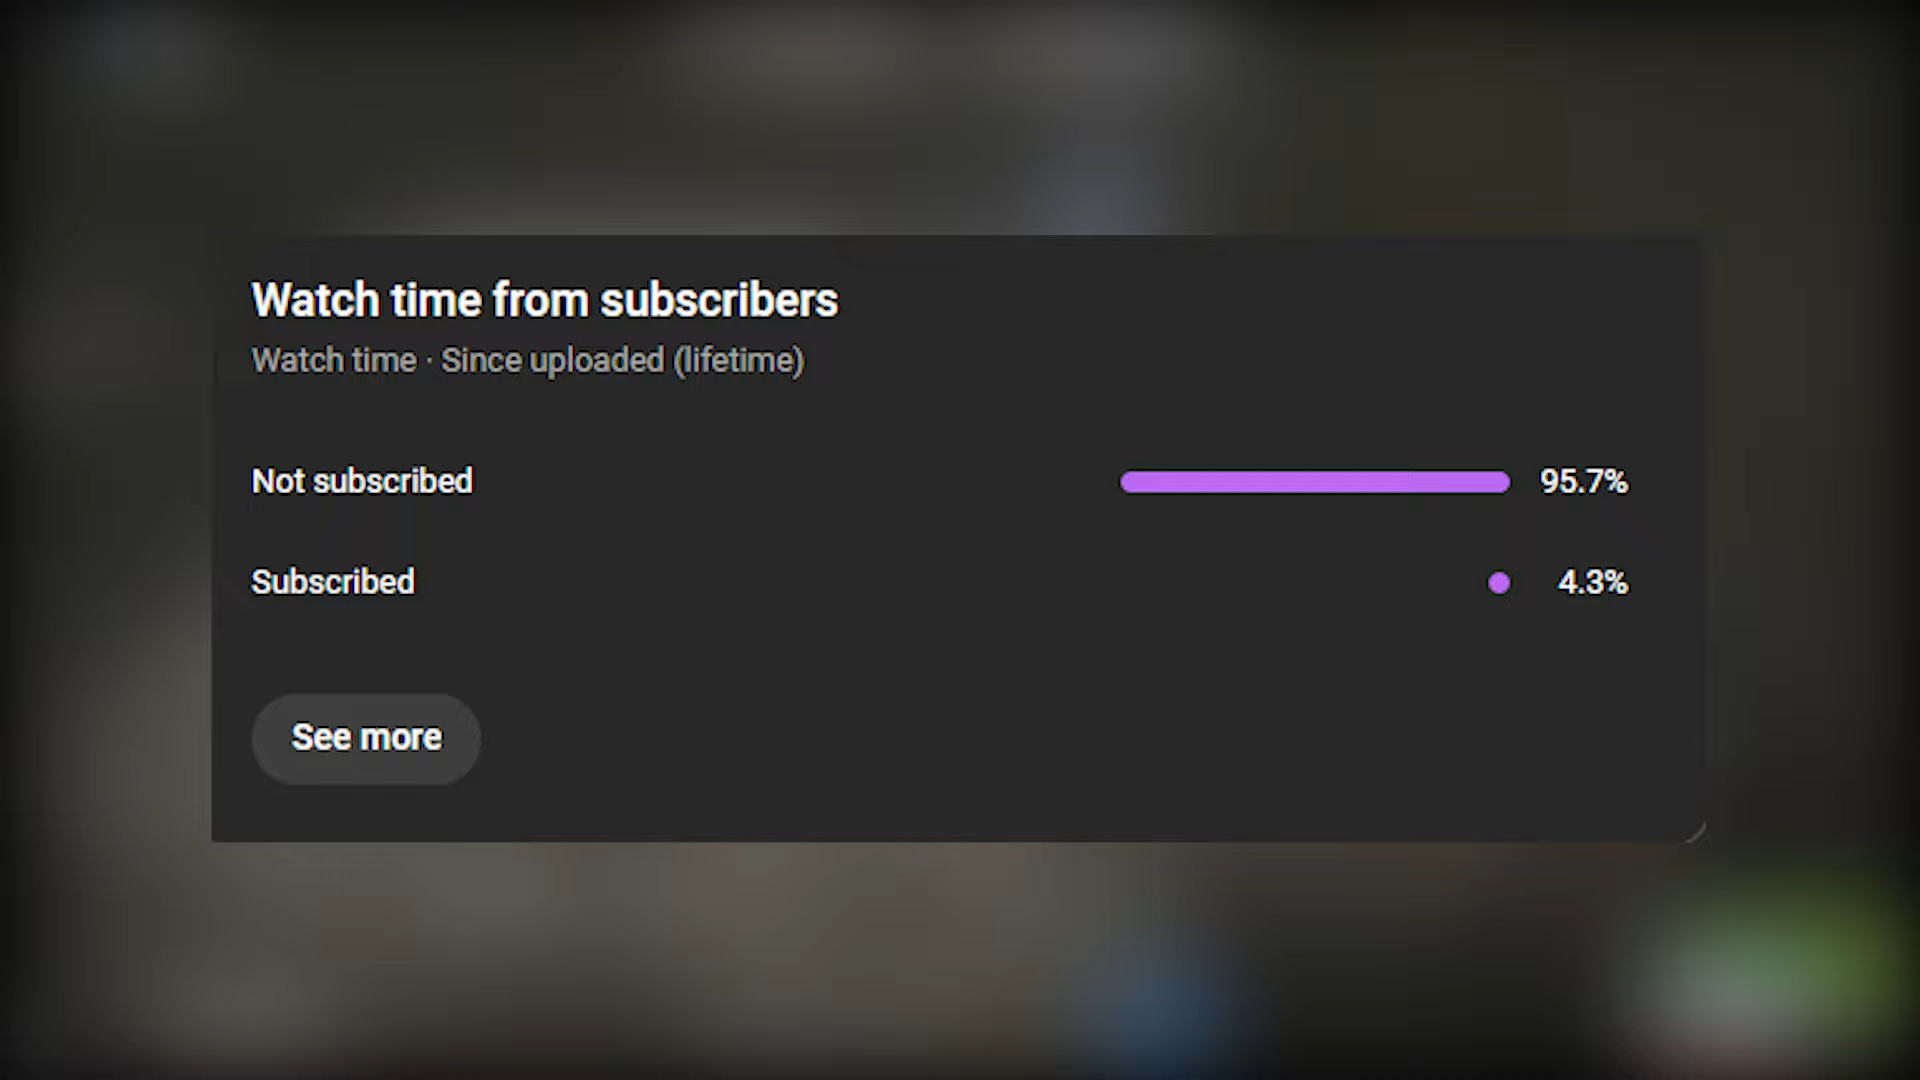 Watch time from subscribers
Watch time · Since uploaded (lifetime)
Not subscribed 95.7%
Subscribed 4.3%
See more